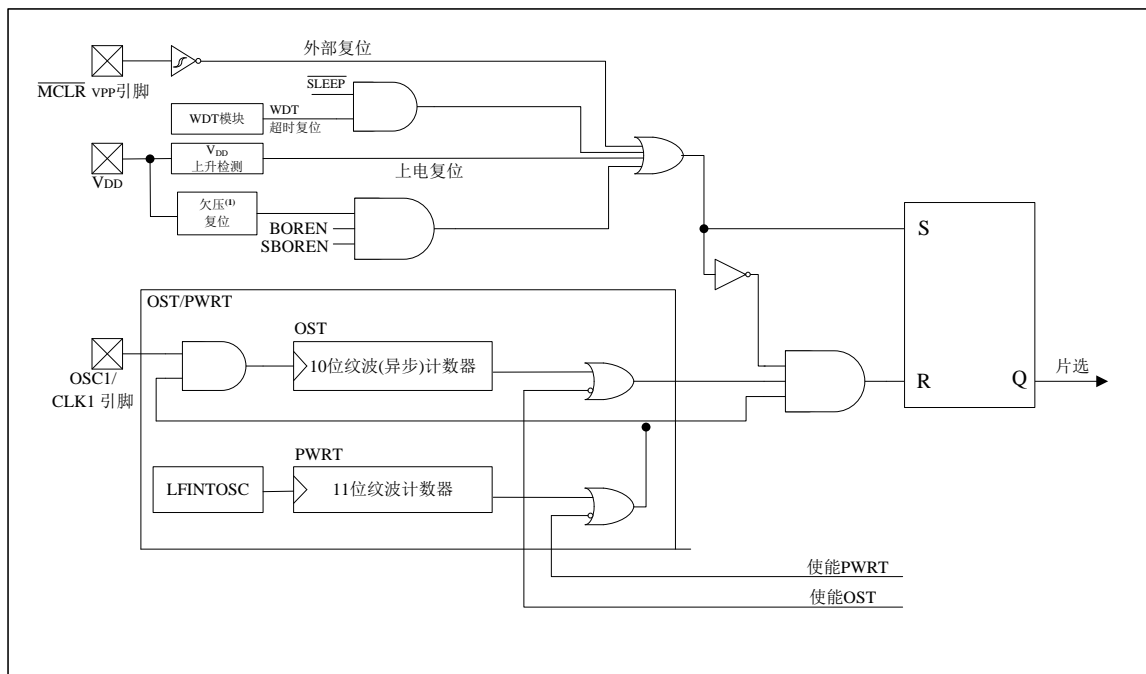 外部复位
MCLR VPP引脚
SLEEP
WDT模块
WDT
超时复位
VDD
VDD
上升检测
上电复位
欠压(1)
复位
BOREN
SBOREN
S
OST/PWRT
OSC1/
CLK1 引脚
OST
10位纹波(异步)计数器
R
Q
片选
PWRT
LFINTOSC
11位纹波计数器
使能PWRT
使能OST